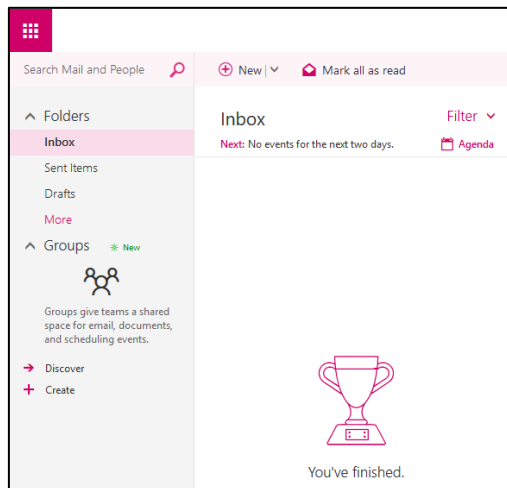 Search Mail and People
New
Mark all as read
Folders
Inbox
Sent Items
Drafts
More
Groups
New
Groups give teams a shared
space for email, documents,
and scheduling events.
Discover
Create
Inbox
Filter
Next: No events for the next two days.
Agenda
You've finished.